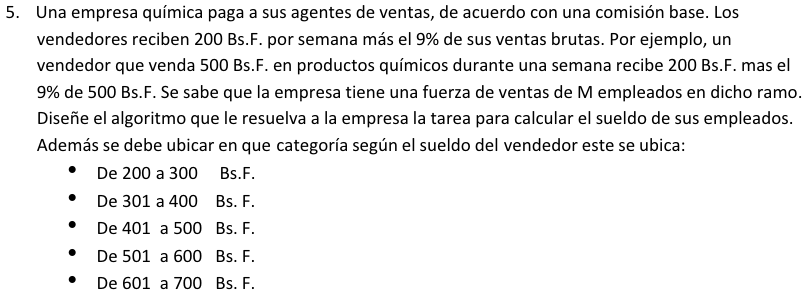 5. Una empresa química paga a sus agentes de ventas, de acuerdo con una comisión base. Los
vendedores reciben 200 Bs.F. por semana más el 9% de sus ventas brutas. Por ejemplo, un
vendedor que venda 500 Bs.F. en productos químicos durante una semana recibe 200 Bs.F. mas el
9% de 500 Bs.F. Se sabe que la empresa tiene una fuerza de ventas de M empleados en dicho ramo.
Diseñe el algoritmo que le resuelva a la empresa la tarea para calcular el sueldo de sus empleados.
Además se debe ubicar en que categoría según el sueldo del vendedor este se ubica:
• De 200 a 300 Bs.F.
• De 301 a 400 Bs. F.
• De 401 a 500 Bs. F.
• De 501 a 600 Bs. F.
• De 601 a 700 Bs. F.